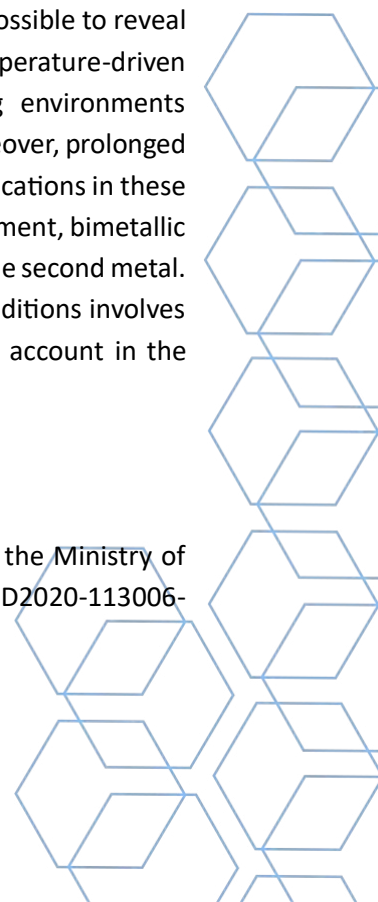 ossible to reveal
perature-driven
g environments
eover, prolonged
cations in these
ment, bimetallic
e second metal.
ditions involves
account in the
the Ministry of
D2020-113006-